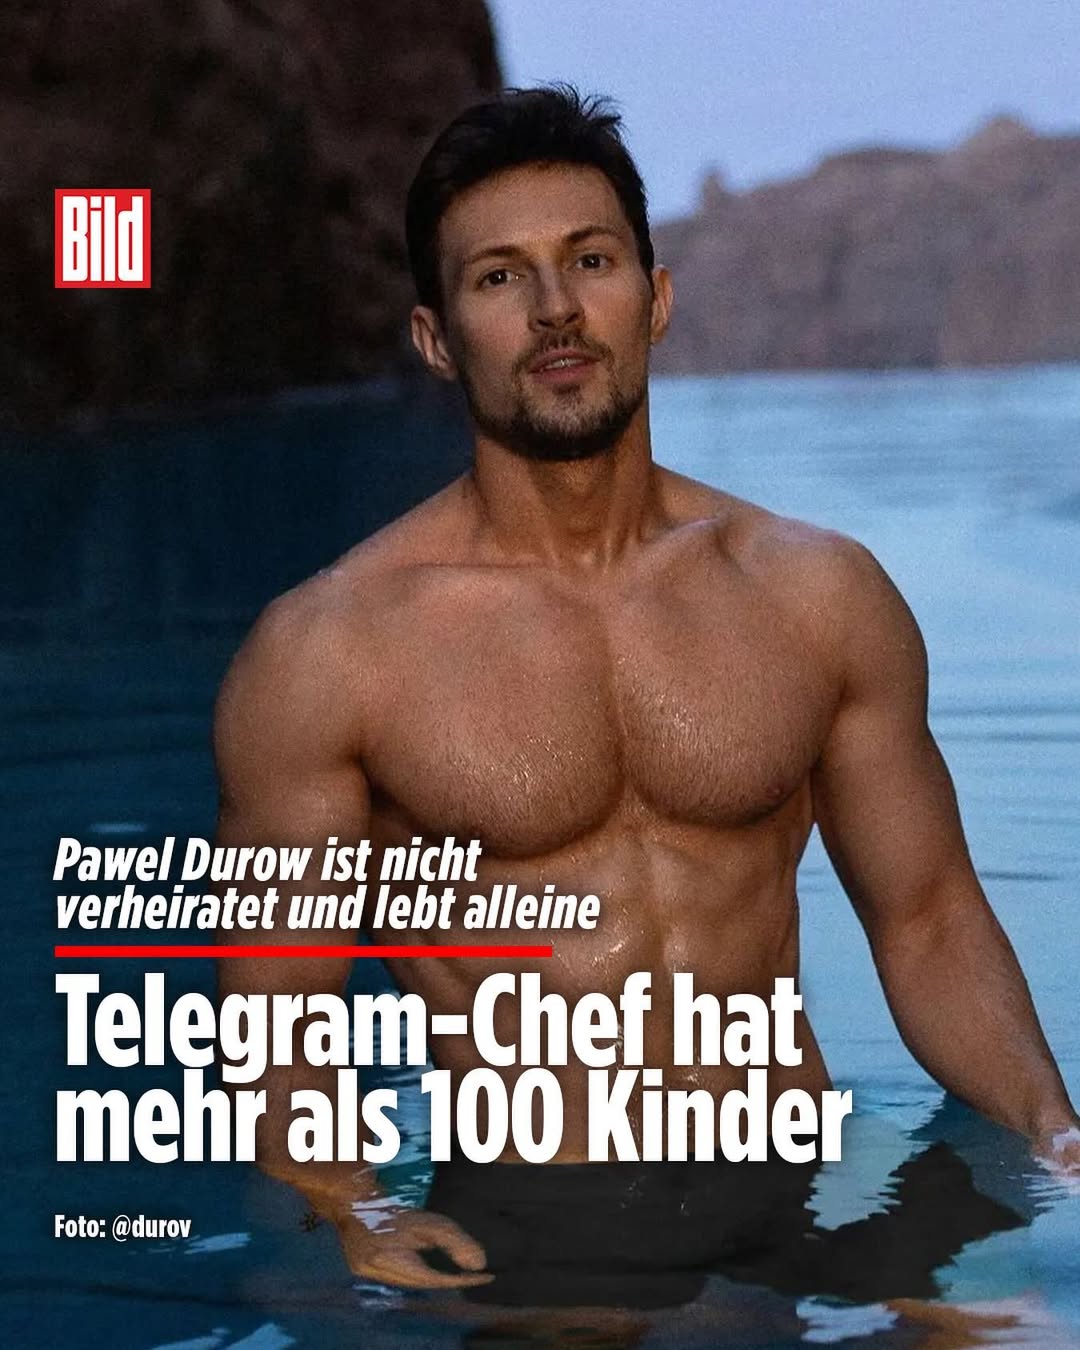 Bild
Pawel Durow ist nicht
verheiratet und lebt alleine
Telegram-Chef hat
mehr als 100 Kinder
Foto: @durov